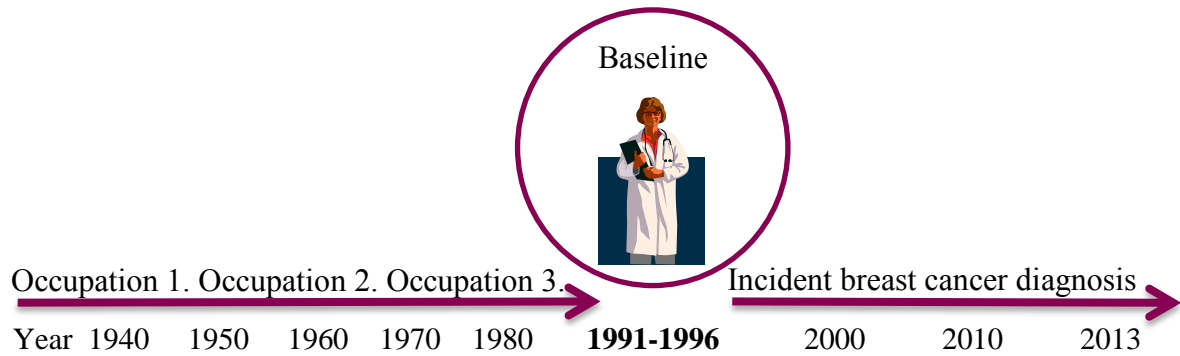 Baseline
Occupation 1. Occupation 2. Occupation 3. Incident breast cancer diagnosis
Year 1940 1950 1960 1970 1980 1991-1996 2000 2010 2013